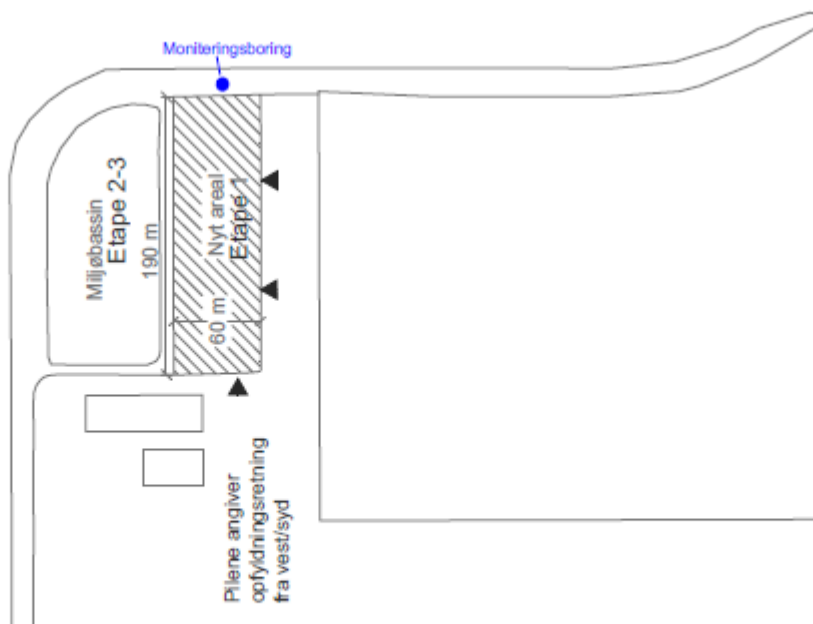 Moniteringsboring
Miljøbassin
Etape 2-3
190 m
Nyt areal
Etape 1
60 m
Pilene angiver
opfyldningsretning
fra vest/syd